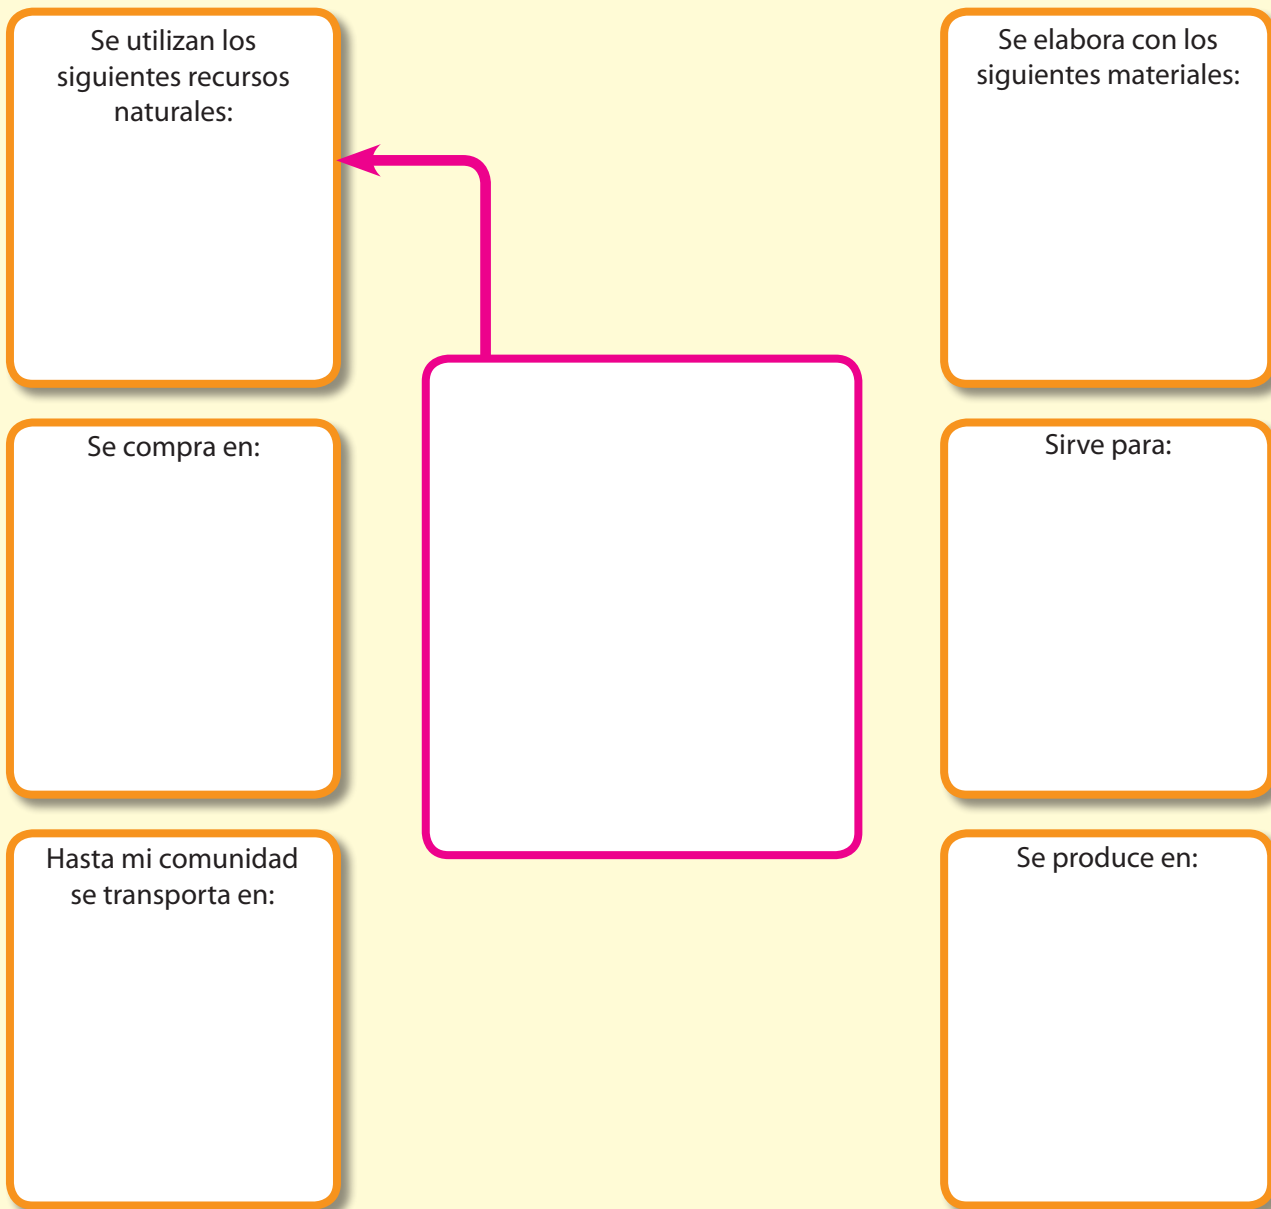 Se utilizan los
siguientes recursos
naturales:
Se elabora con los
siguientes materiales:
Se compra en:
Sirve para:
Hasta mi comunidad
se transporta en:
Se produce en: